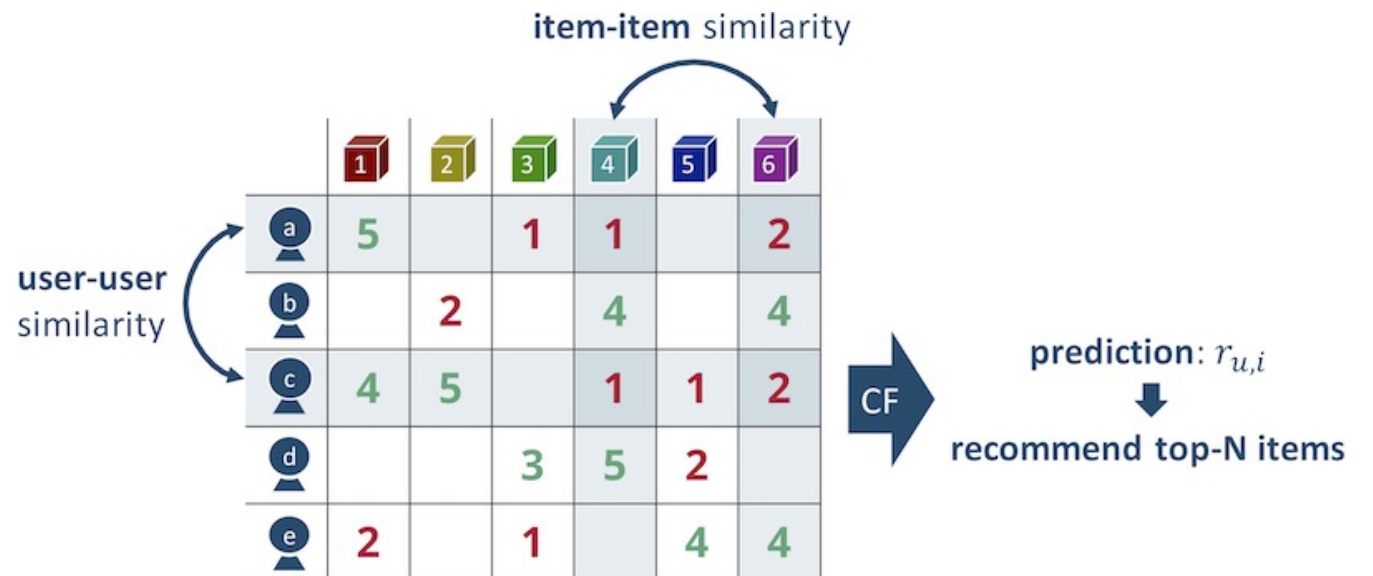 item-item similarity
1 2 3 4 5 6
a 5 1 1 2
user-user
similarity
b 2 4 4
c 4 5 1 1 2
d 3 5 2
e 2 1 4 4
CF
prediction: r_{u,i}
recommend top-N items